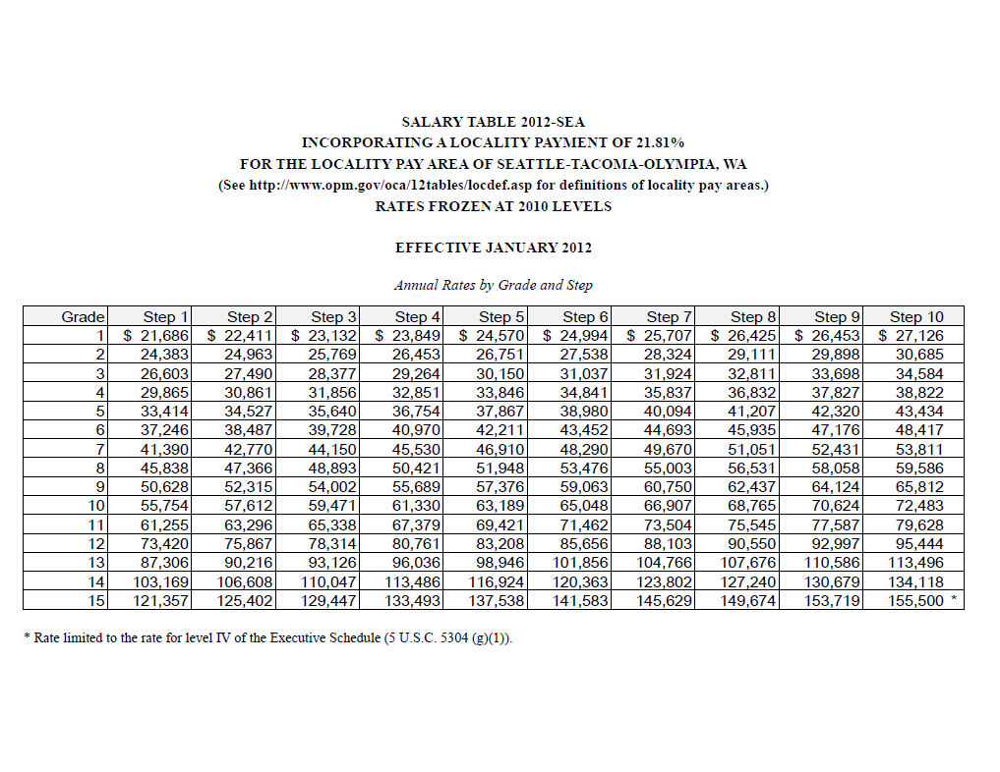 SALARY TABLE 2012-SEA
INCORPORATING A LOCALITY PAYMENT OF 21.81%
FOR THE LOCALITY PAY AREA OF SEATTLE-TACOMA-OLYMPIA, WA
(See http://www.opm.gov/oca/12tables/locdef.asp for definitions of locality pay areas.)
RATES FROZEN AT 2010 LEVELS
EFFECTIVE JANUARY 2012
Annual Rates by Grade and Step
Grade Step 1 Step 2 Step 3 Step 4 Step 5 Step 6 Step 7 Step 8 Step 9 Step 10
1 $ 21,686 $ 22,411 $ 23,132 $ 23,849 $ 24,570 $ 24,994 $ 25,707 $ 26,425 $ 26,453 $ 27,126
2 24,383 24,963 25,769 26,453 26,751 27,538 28,324 29,111 29,898 30,685
3 26,603 27,490 28,377 29,264 30,150 31,037 31,924 32,811 33,698 34,584
4 29,865 30,861 31,856 32,851 33,846 34,841 35,837 36,832 37,827 38,822
5 33,414 34,527 35,640 36,754 37,867 38,980 40,094 41,207 42,320 43,434
6 37,246 38,487 39,728 40,970 42,211 43,452 44,693 45,935 47,176 48,417
7 41,390 42,770 44,150 45,530 46,910 48,290 49,670 51,051 52,431 53,811
8 45,838 47,366 48,893 50,421 51,948 53,476 55,003 56,531 58,058 59,586
9 50,628 52,315 54,002 55,689 57,376 59,063 60,750 62,437 64,124 65,812
10 55,754 57,612 59,471 61,330 63,189 65,048 66,907 68,765 70,624 72,483
11 61,255 63,296 65,338 67,379 69,421 71,462 73,504 75,545 77,587 79,628
12 73,420 75,867 78,314 80,761 83,208 85,656 88,103 90,550 92,997 95,444
13 87,306 90,216 93,126 96,036 98,946 101,856 104,766 107,676 110,586 113,496
14 103,169 106,608 110,047 113,486 116,924 120,363 123,802 127,240 130,679 134,118
15 121,357 125,402 129,447 133,493 137,538 141,583 145,629 149,674 153,719 155,500 *
* Rate limited to the rate for level IV of the Executive Schedule (5 U.S.C. 5304 (g)(1)).